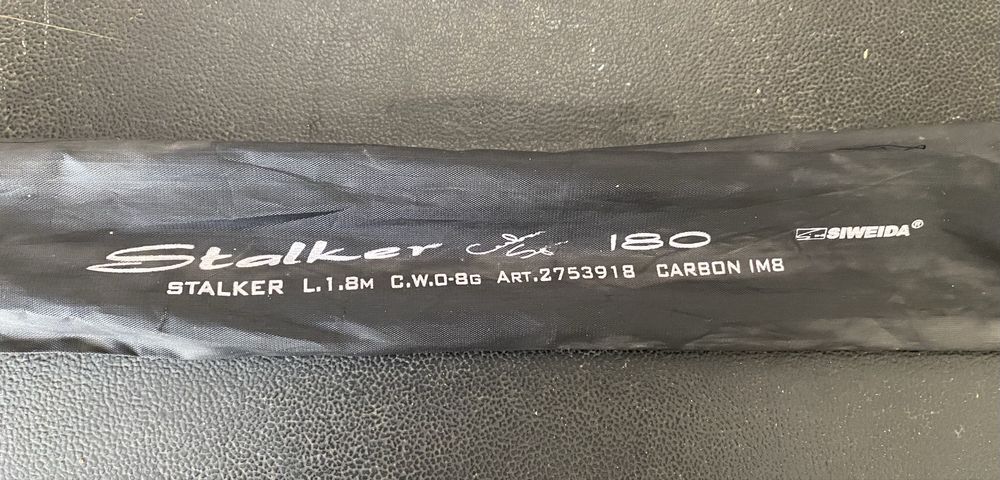 Stalker 180 SIWEIDA®
STALKER L.1.8M C.W.0-8G ART.2753918 CARBON IM8